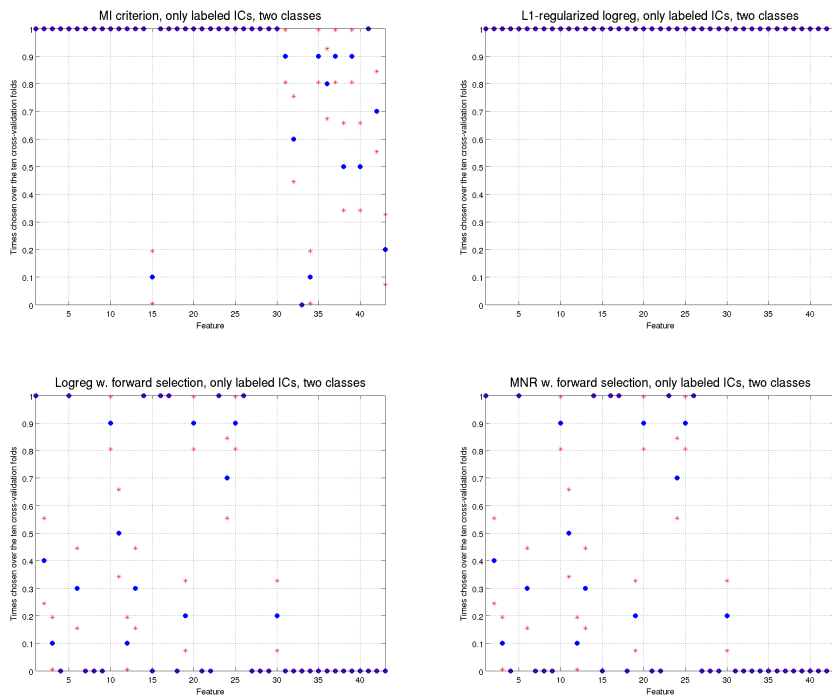 MI criterion, only labeled ICs, two classes
Times chosen over the ten cross-validation folds
1
0.9
0.8
0.7
0.6
0.5
0.4
0.3
0.2
0.1
0
5 10 15 20 25 30 35 40
Feature
L1-regularized logreg, only labeled ICs, two classes
Times chosen over the ten cross-validation folds
1
0.9
0.8
0.7
0.6
0.5
0.4
0.3
0.2
0.1
0
5 10 15 20 25 30 35 40
Feature
Logreg w. forward selection, only labeled ICs, two classes
Times chosen over the ten cross-validation folds
1
0.9
0.8
0.7
0.6
0.5
0.4
0.3
0.2
0.1
0
5 10 15 20 25 30 35 40
Feature
MNR w. forward selection, only labeled ICs, two classes
Times chosen over the ten cross-validation folds
1
0.9
0.8
0.7
0.6
0.5
0.4
0.3
0.2
0.1
0
5 10 15 20 25 30 35 40
Feature